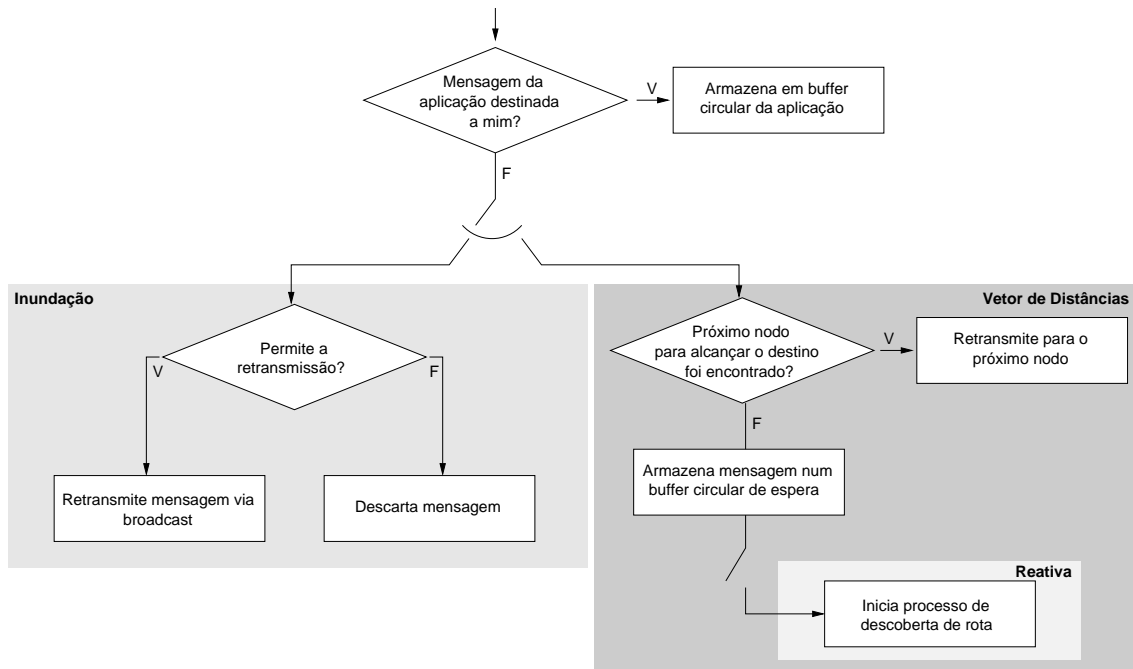 Mensagem da
aplicação destinada
a mim?
V
Armazena em buffer
circular da aplicação
F
Inundação
Permite a
retransmissão?
V
F
Retransmite mensagem via
broadcast
Descarta mensagem
Vetor de Distâncias
Próximo nodo
para alcançar o destino
foi encontrado?
V
Retransmite para o
próximo nodo
F
Armazena mensagem num
buffer circular de espera
Reativa
Inicia processo de
descoberta de rota